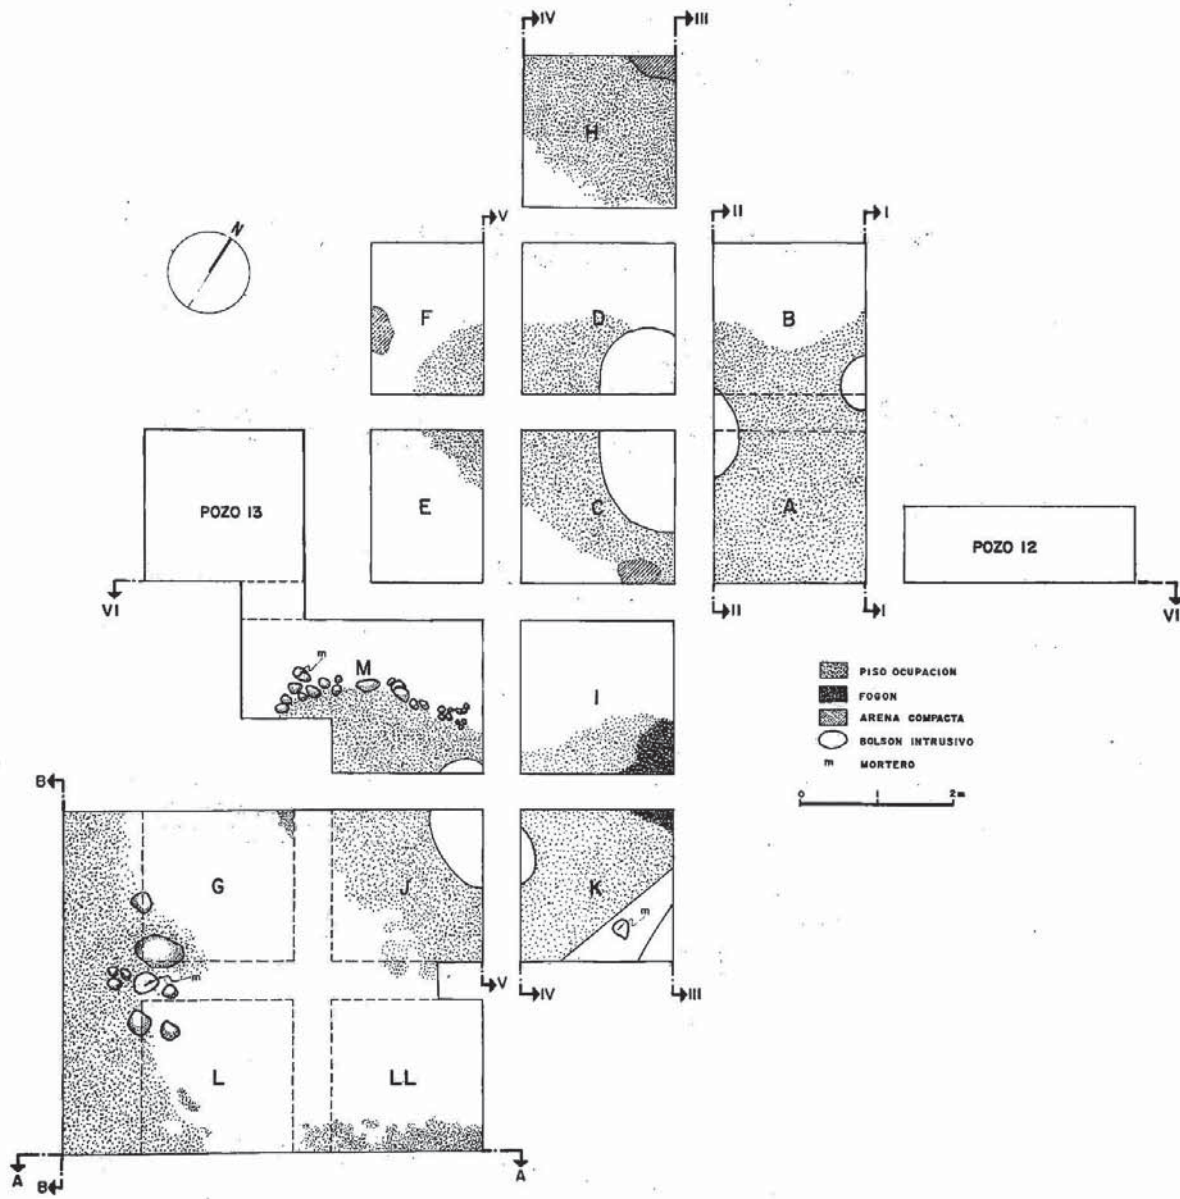 IV III
H
V II I
N
F D B
POZO 13 E C A POZO 12
VI II I VI
m
M I
PISO OCUPACION
FOGON
ARENA COMPACTA
BOLSON INTRUSIVO
m MORTERO
0 1 2m
B
G J K
m
m
V IV III
L LL
A A
B